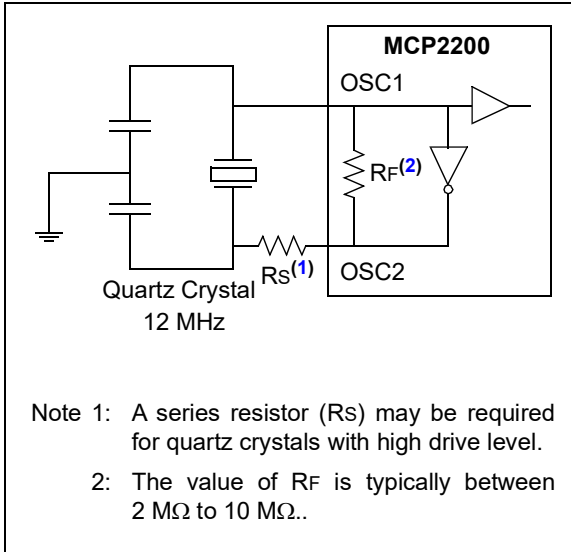 MCP2200
OSC1
RF(2)
RS(1)
OSC2
Quartz Crystal
12 MHz
Note 1: A series resistor (RS) may be required
for quartz crystals with high drive level.
2: The value of RF is typically between
2 MΩ to 10 MΩ..